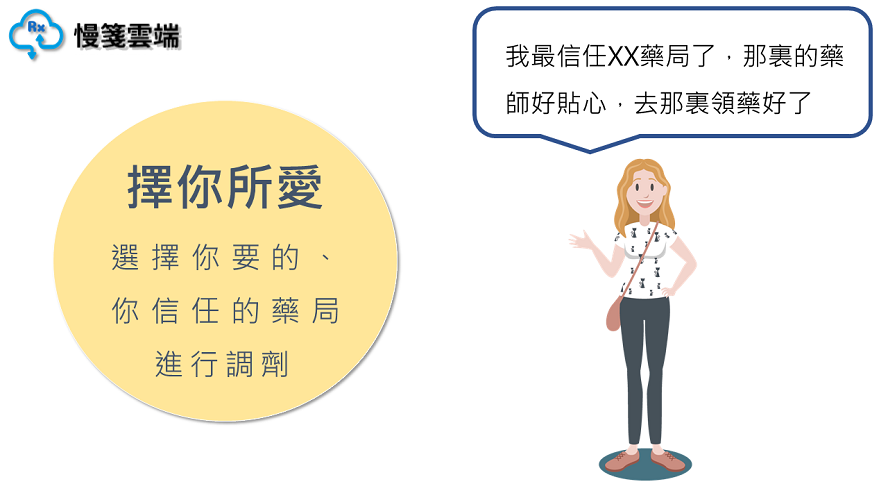 Rx
慢箋雲端
擇你所愛
選擇你要的、
你信任的藥局
進行調劑
我最信任XX藥局了，那裏的藥
師好貼心，去那裏領藥好了